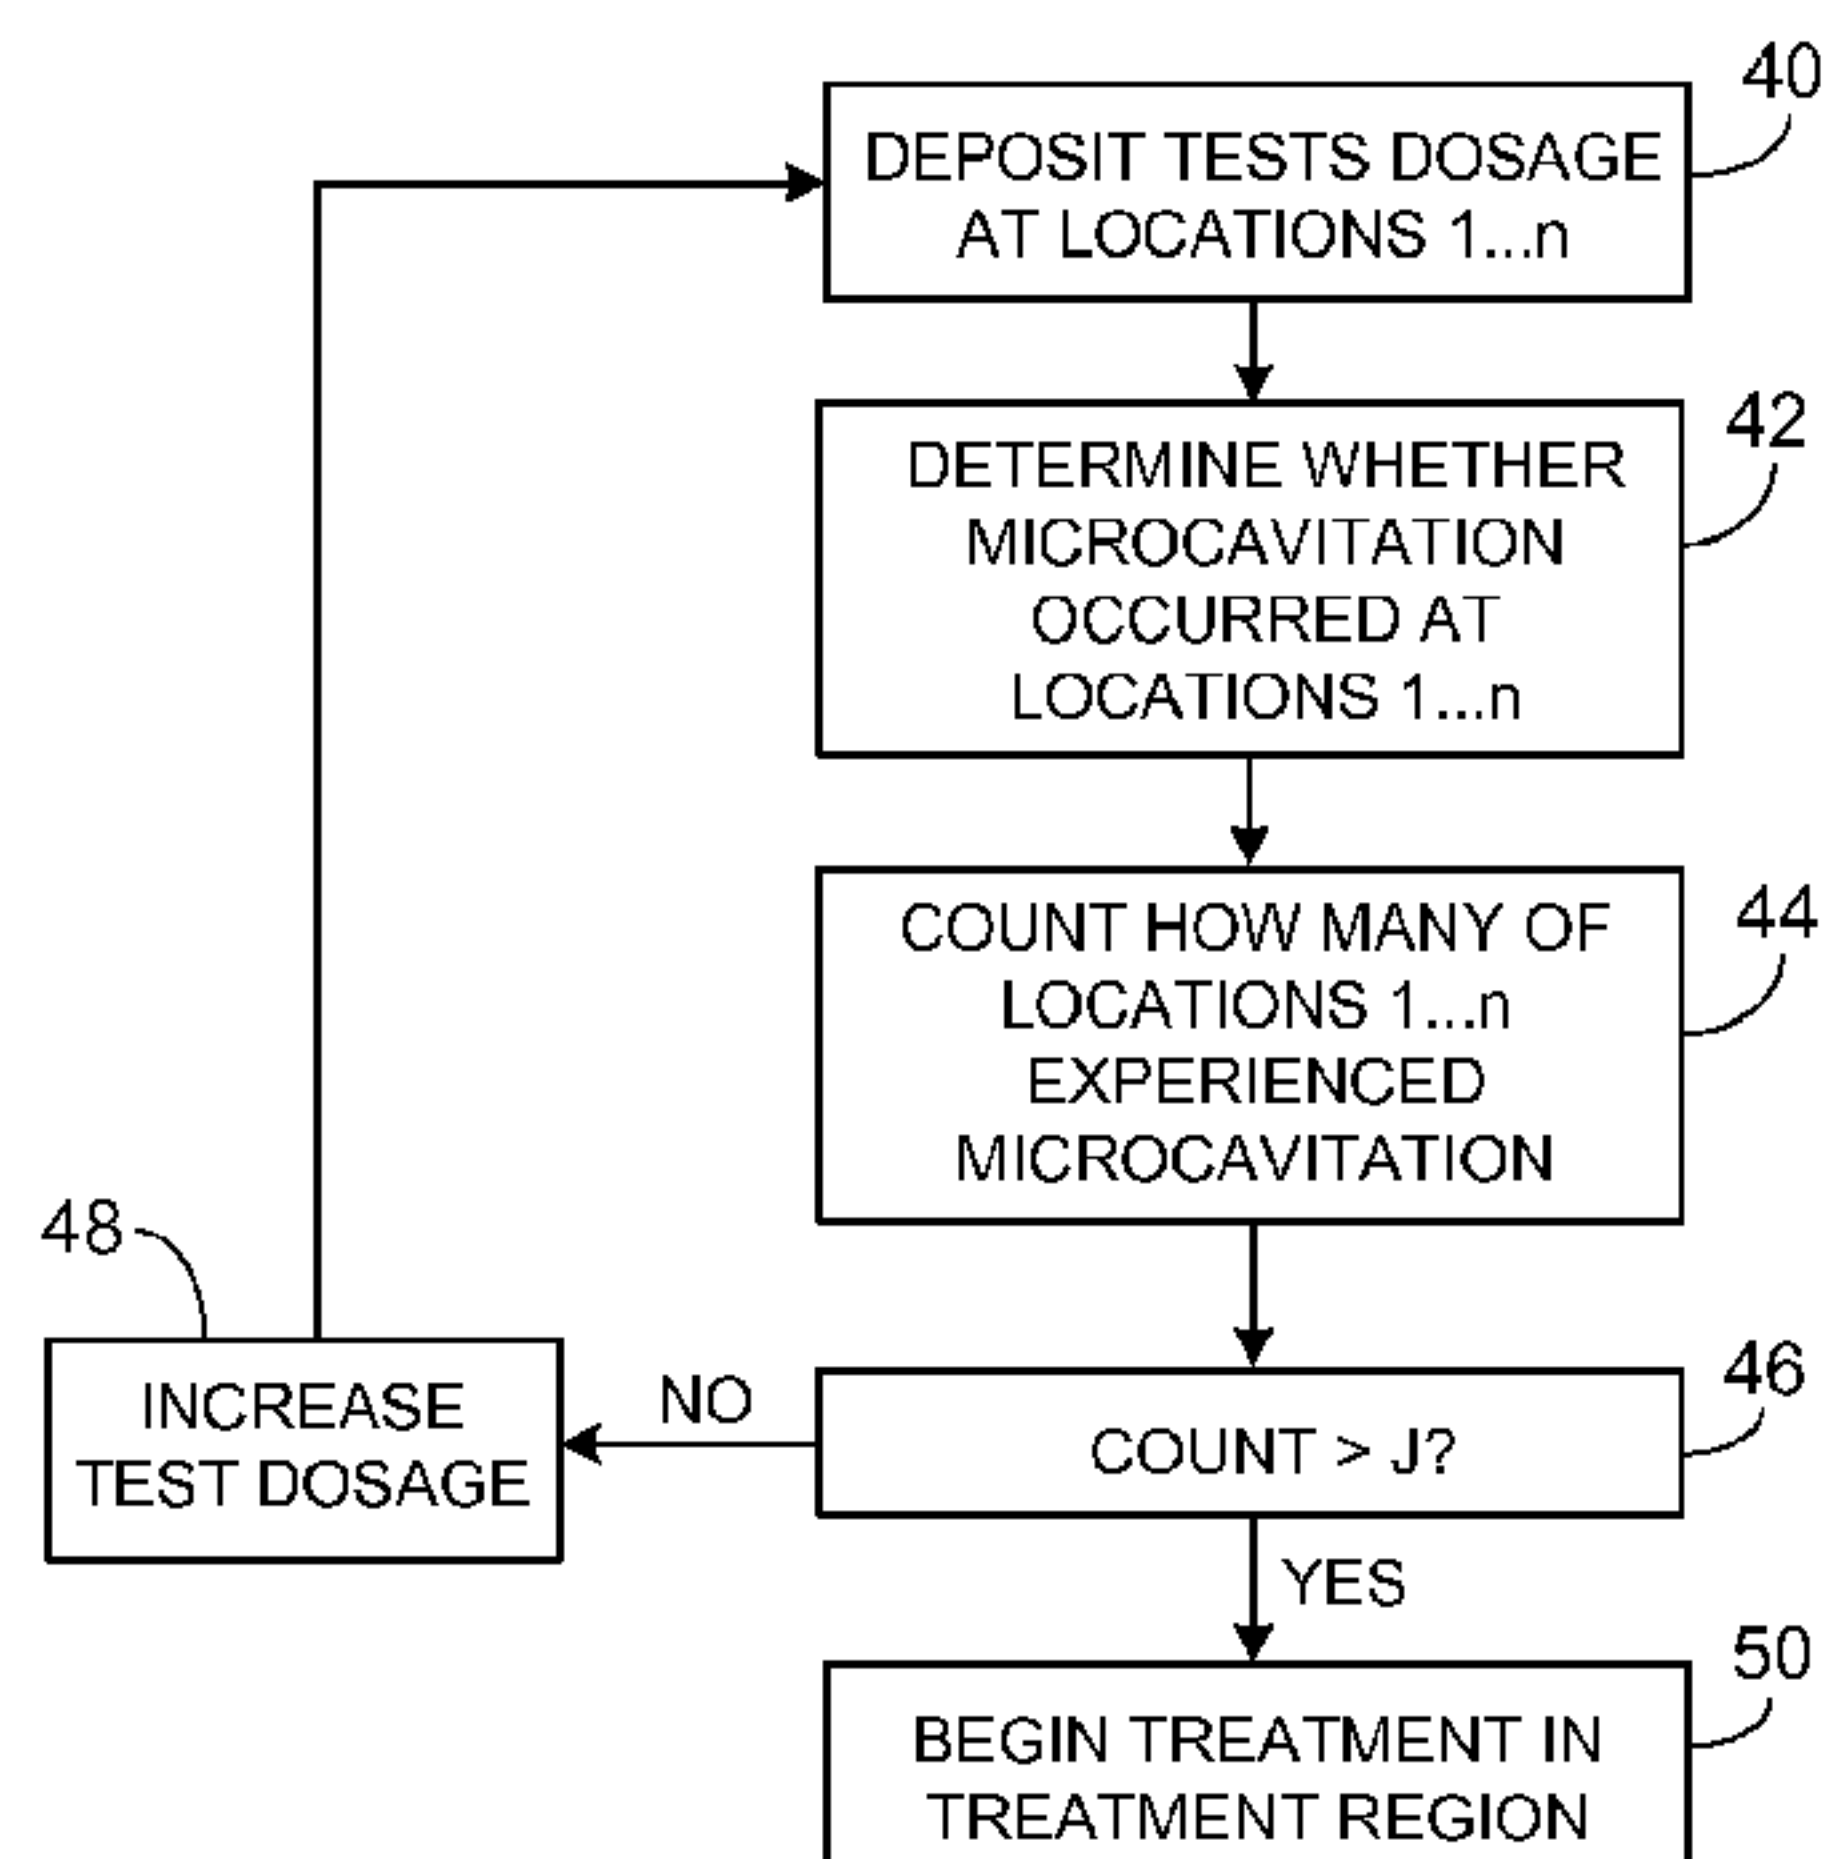 40
DEPOSIT TESTS DOSAGE
AT LOCATIONS 1...n
42
DETERMINE WHETHER
MICROCAVITATION
OCCURRED AT
LOCATIONS 1...n
44
COUNT HOW MANY OF
LOCATIONS 1...n
EXPERIENCED
MICROCAVITATION
46
COUNT > J?
NO
48
INCREASE
TEST DOSAGE
YES
50
BEGIN TREATMENT IN
TREATMENT REGION